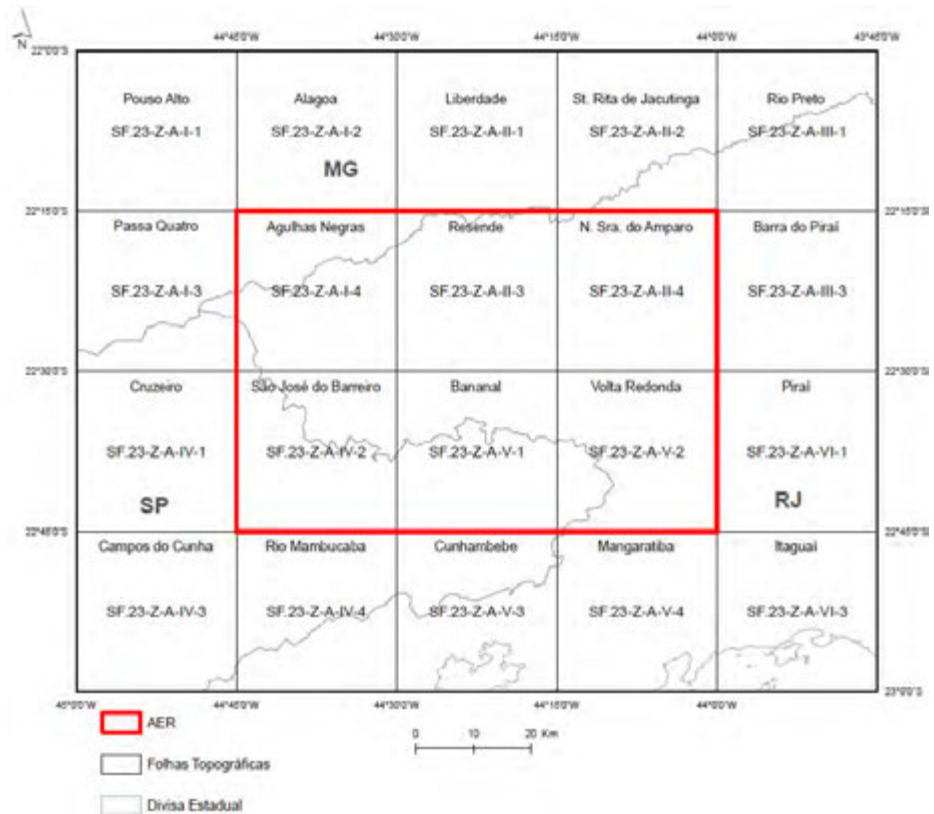 N
44°45'0"W 44°30'0"W 44°15'0"W 44°0'0"W 43°45'
22°0'0"S
Pouso Alto Alagoa Liberdade St. Rita de Jacutinga Rio Preto
SF.23-Z-A-I-1 SF.23-Z-A-I-2 SF.23-Z-A-II-1 SF.23-Z-A-II-2 SF.23-Z-A-III-1
MG
22°15'0"S 22°15'0"S
Passa Quatro Agulhas Negras Resende N. Sra. do Amparo Barra do Piraí
SF.23-Z-A-I-3 SF.23-Z-A-I-4 SF.23-Z-A-II-3 SF.23-Z-A-II-4 SF.23-Z-A-III-3
22°30'0"S 22°30'0"S
Cruzeiro São José do Barreiro Bananal Volta Redonda Piraí
SF.23-Z-A-IV-1 SF.23-Z-A-IV-2 SF.23-Z-A-V-1 SF.23-Z-A-V-2 SF.23-Z-A-VI-1
SP RJ
22°45'0"S 22°45'0"S
Campos do Cunha Rio Mambucaba Cunhambebe Mangaratiba Itaguaí
SF.23-Z-A-IV-3 SF.23-Z-A-IV-4 SF.23-Z-A-V-3 SF.23-Z-A-V-4 SF.23-Z-A-VI-3
23°0'0"S
45°0'0"W 44°45'0"W 44°30'0"W 44°15'0"W 44°0'0"W
AER
0 10 20 Km
Folhas Topográficas
Divisa Estadual